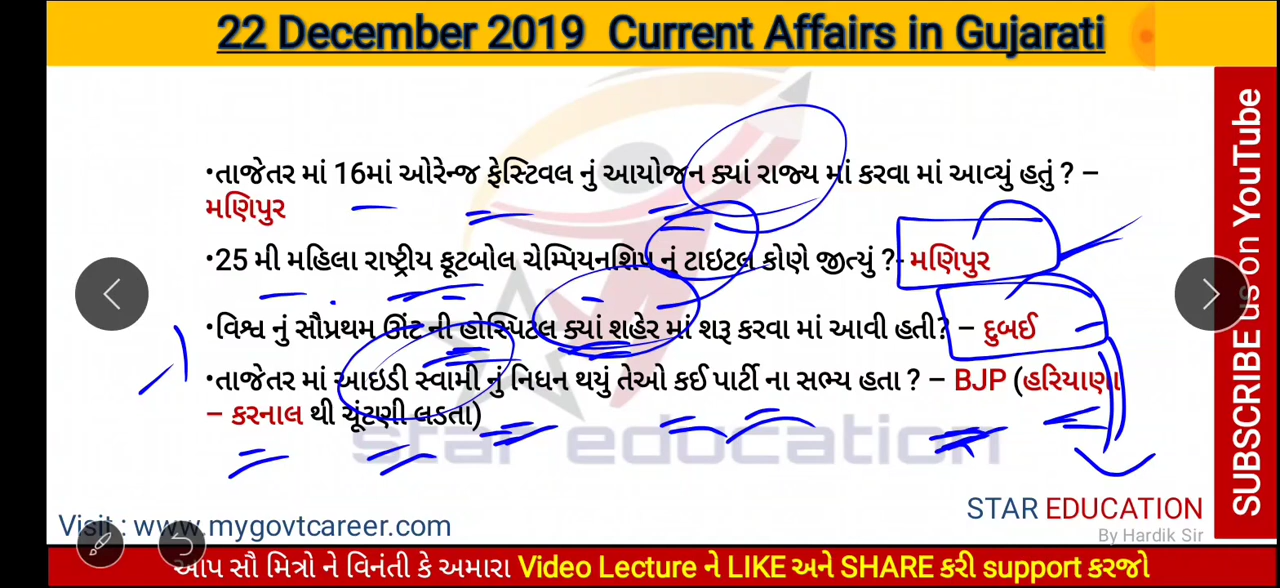 22 December 2019 Current Affairs in Gujarati
•તાજેતર માં 16માં ઓરેન્જ ફેસ્ટિવલ નું આયોજન ક્યાં રાજ્ય માં કરવા માં આવ્યું હતું ? –
મણિપુર
•25 મી મહિલા રાષ્ટ્રીય ફૂટબોલ ચેમ્પિયનશિપ નું ટાઇટલ કોણે જીત્યું ?- મણિપુર
•વિશ્વ નું સૌપ્રથમ ઊંટ ની હોસ્પિટલ ક્યાં શહેર માં શરૂ કરવા માં આવી હતી? – દુબઈ
•તાજેતર માં આઇડી સ્વામી નું નિધન થયું તેઓ કઈ પાર્ટી ના સભ્ય હતા ? – BJP (હરિયાણા
– કરનાલ થી ચૂંટણી લડતા)
star education
STAR EDUCATION
By Hardik Sir
Visit : www.mygovtcareer.com
આપ સૌ મિત્રો ને વિનંતી કે અમારા Video Lecture ને LIKE અને SHARE કરી support કરજો
SUBSCRIBE us on YouTube